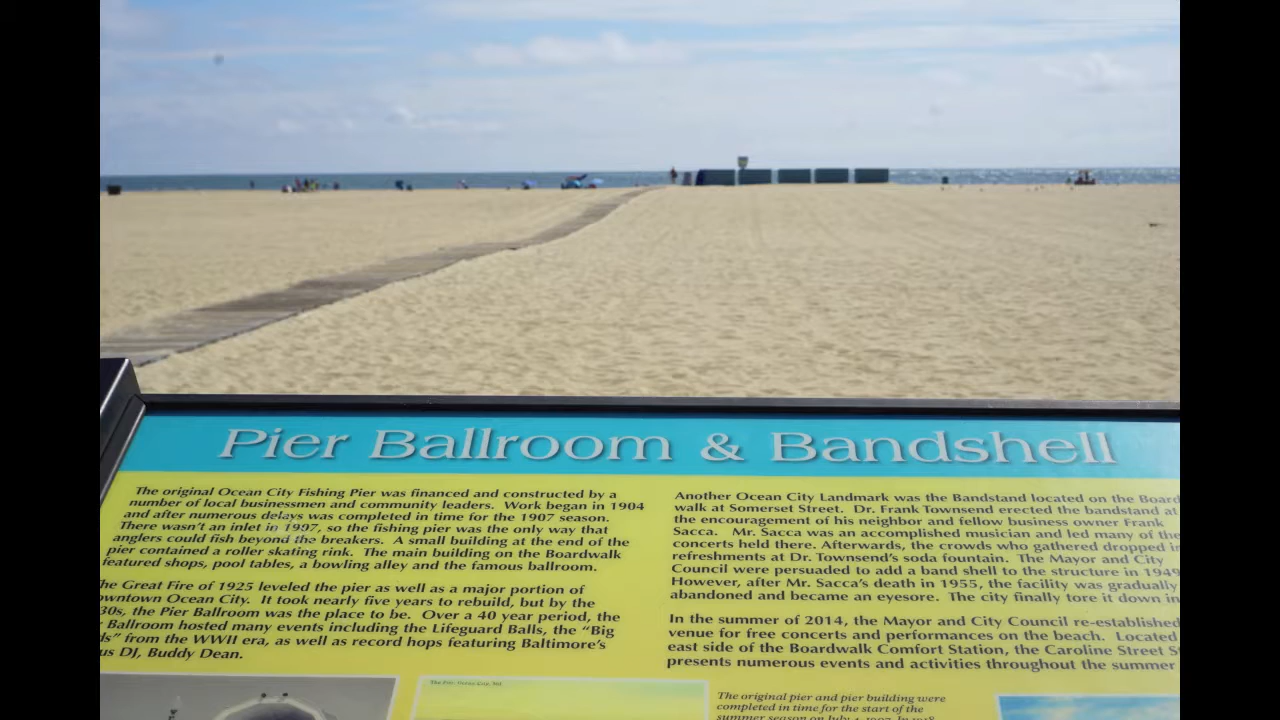 Pier Ballroom & Bandshell
The original Ocean City Fishing Pier was financed and constructed by a
number of local businessmen and community leaders. Work began in 1904
and after numerous delays was completed in time for the 1907 season.
There wasn't an inlet in 1907, so the fishing pier was the only way that
anglers could fish beyond the breakers. A small building at the end of the
pier contained a roller skating rink. The main building on the Boardwalk
featured shops, pool tables, a bowling alley and the famous ballroom.
he Great Fire of 1925 leveled the pier as well as a major portion of
owntown Ocean City. It took nearly five years to rebuild, but by the
30s, the Pier Ballroom was the place to be. Over a 40 year period, the
Ballroom hosted many events including the Lifeguard Balls, the "Big
ds" from the WWII era, as well as record hops featuring Baltimore's
us DJ, Buddy Dean.
Another Ocean City Landmark was the Bandstand located on the Board
walk at Somerset Street. Dr. Frank Townsend erected the bandstand at
the encouragement of his neighbor and fellow business owner Frank
Sacca. Mr. Sacca was an accomplished musician and led many of the
concerts held there. Afterwards, the crowds who gathered dropped in
refreshments at Dr. Townsend's soda fountain. The Mayor and City
Council were persuaded to add a band shell to the structure in 1949
However, after Mr. Sacca's death in 1955, the facility was gradually
abandoned and became an eyesore. The city finally tore it down in
In the summer of 2014, the Mayor and City Council re-established
venue for free concerts and performances on the beach. Located
east side of the Boardwalk Comfort Station, the Caroline Street S
presents numerous events and activities throughout the summer
The Pier, Ocean City, Md
The original pier and pier building were
completed in time for the start of the
summer season on July 4, 1907. In 1918